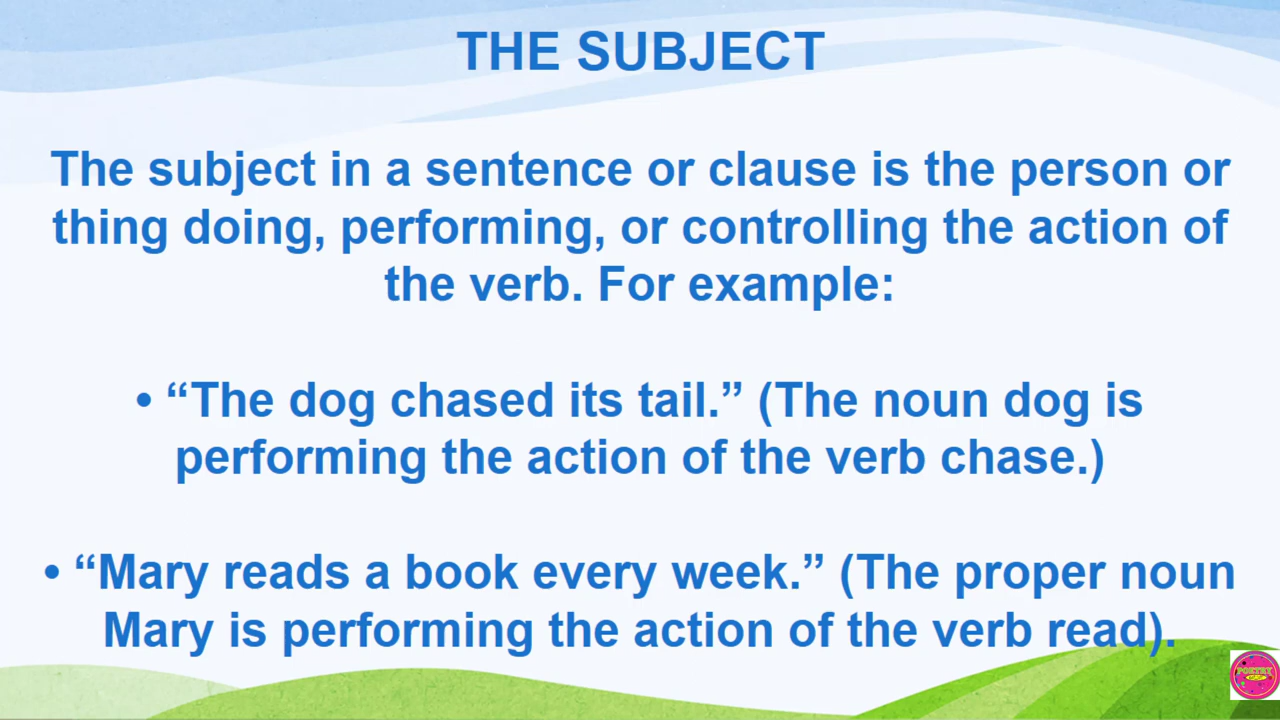 THE SUBJECT
The subject in a sentence or clause is the person or
thing doing, performing, or controlling the action of
the verb. For example:
• “The dog chased its tail.” (The noun dog is
performing the action of the verb chase.)
• “Mary reads a book every week.” (The proper noun
Mary is performing the action of the verb read).
POETRY